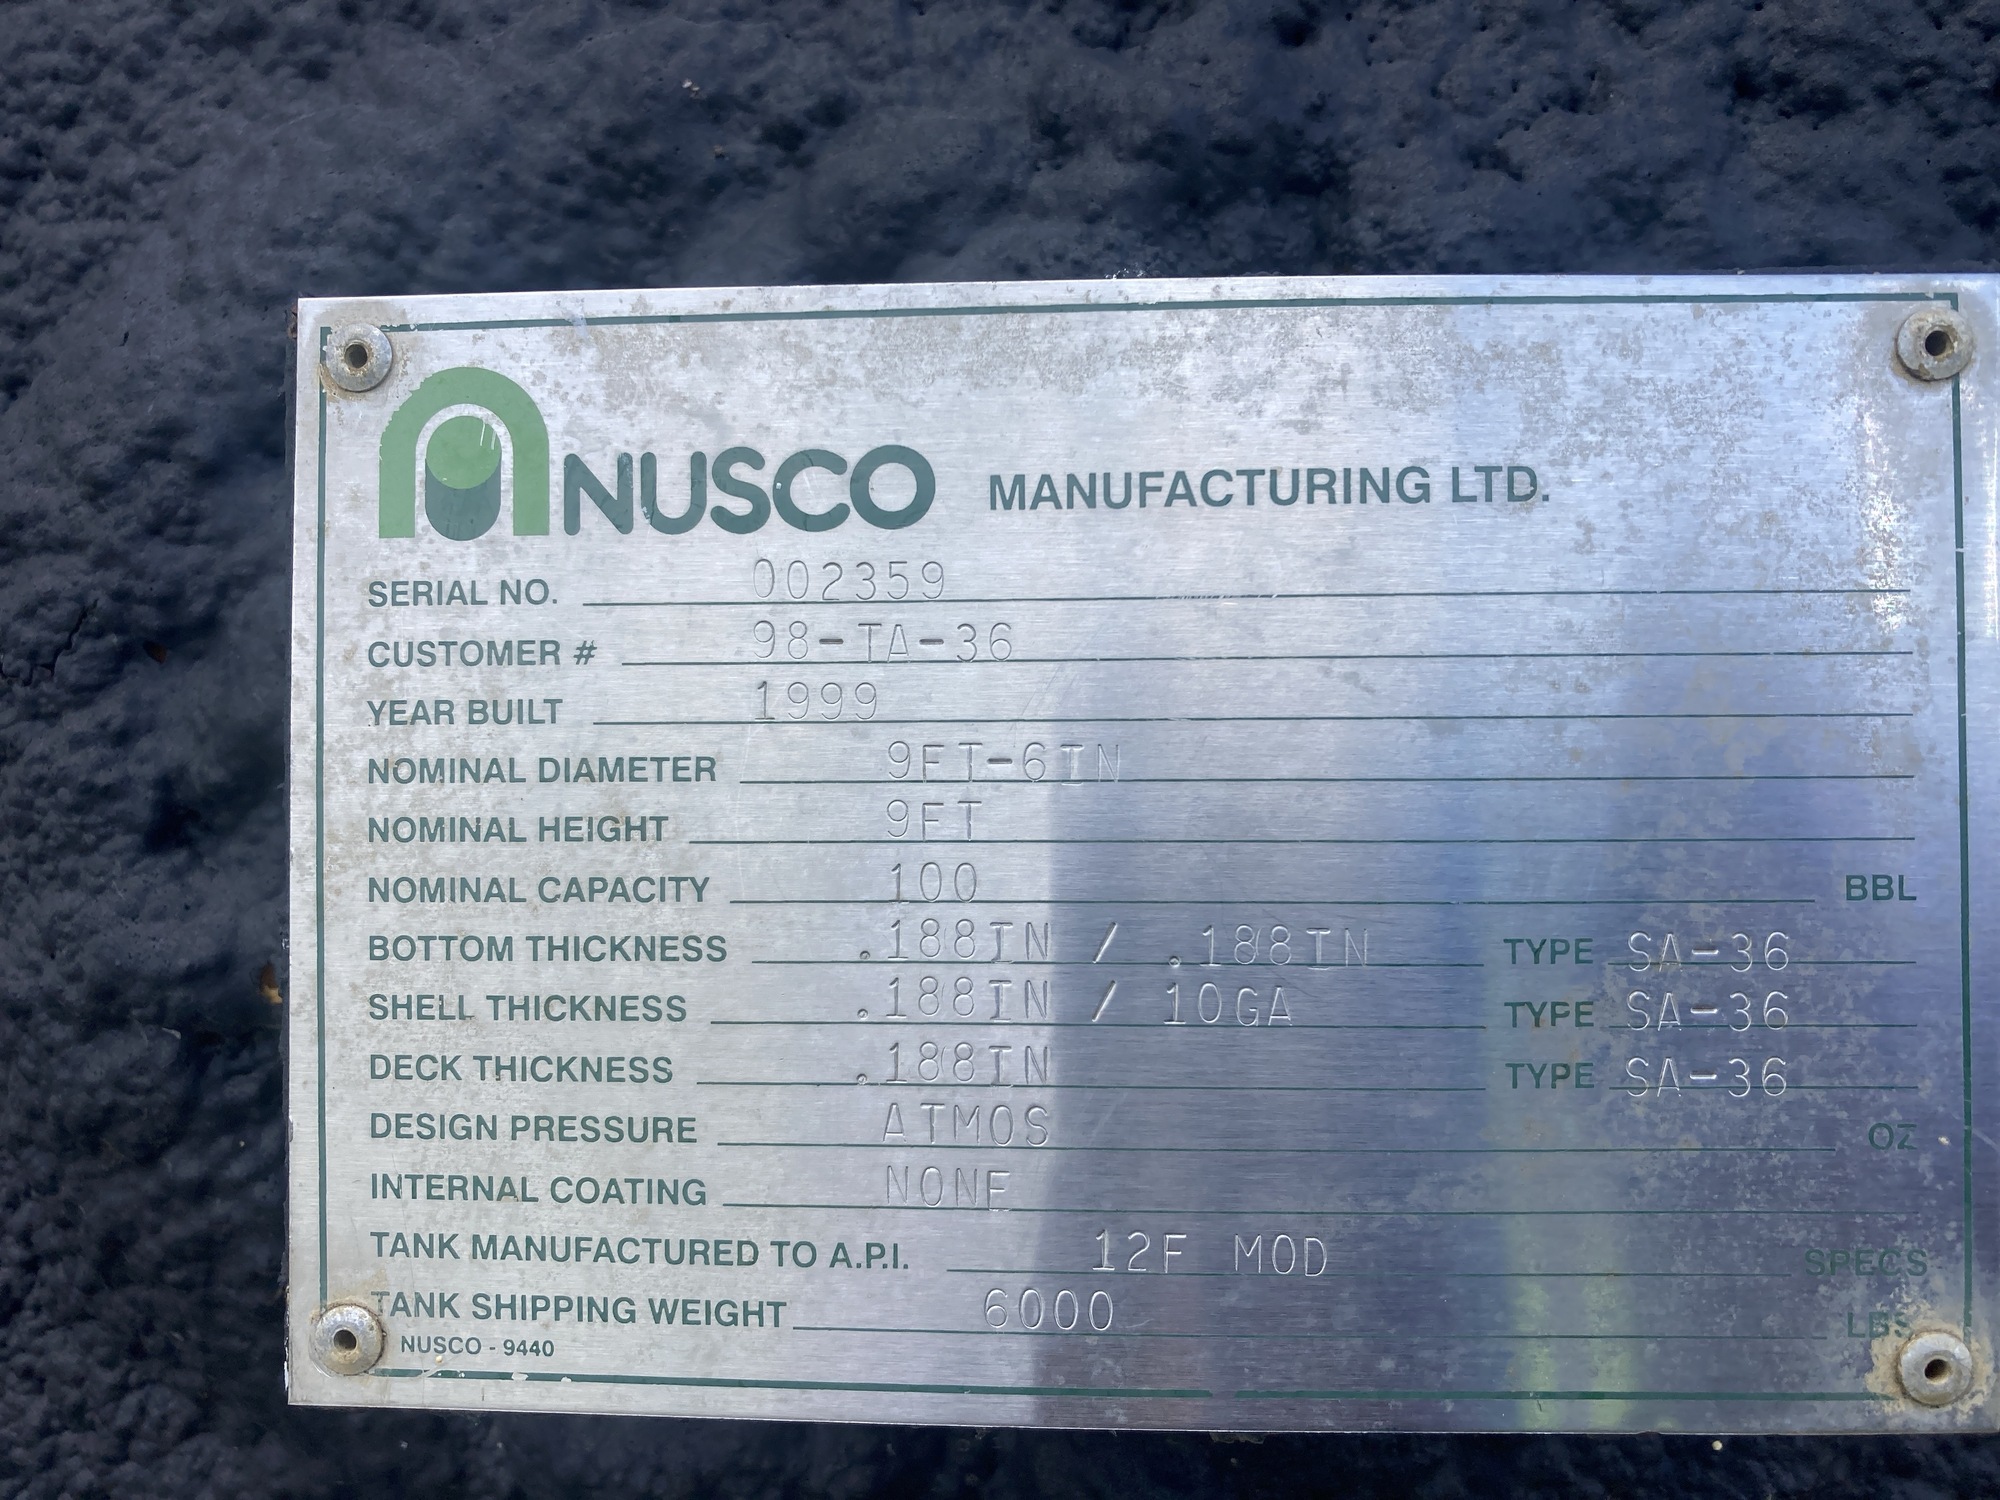 NUSCO MANUFACTURING LTD.
SERIAL NO. 002359
CUSTOMER # 98-TA-36
YEAR BUILT 1999
NOMINAL DIAMETER 9FT-6IN
NOMINAL HEIGHT 9FT
NOMINAL CAPACITY 100 BBL
BOTTOM THICKNESS .188IN / .188IN TYPE SA-36
SHELL THICKNESS .188IN / 10GA TYPE SA-36
DECK THICKNESS .188IN TYPE SA-36
DESIGN PRESSURE ATMOS OZ
INTERNAL COATING NONE
TANK MANUFACTURED TO A.P.I. 12F MOD SPECS
TANK SHIPPING WEIGHT 6000 LBS
NUSCO - 9440